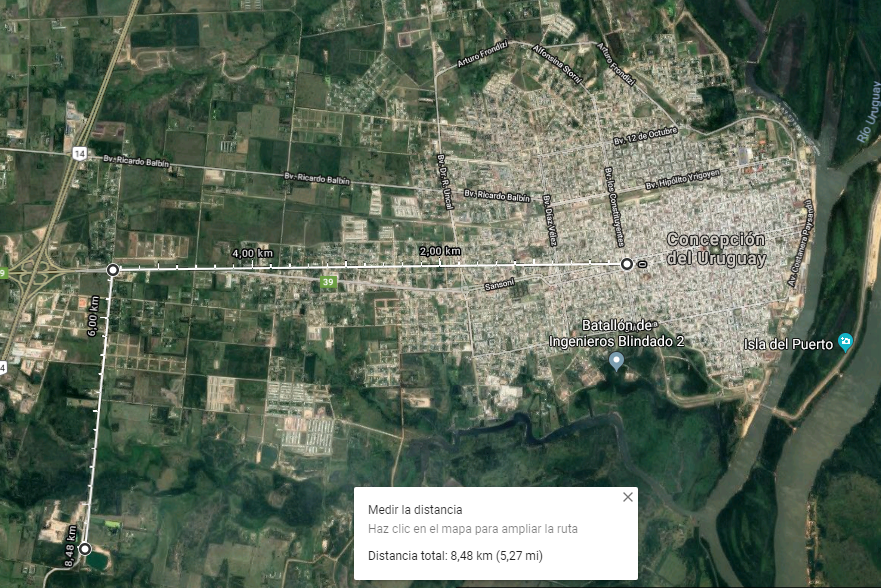 Arturo Frondizi
Alfonsina Storni
Arturo Frondizi
Río Uruguay
Bv. 12 de Octubre
14
Bv. Ricardo Balbín
Bv. Ricardo Balbín
Bv. Dr. R. Uncal
Bv. Ricardo Balbín
Bv. Díaz Vélez
Bv. los Constituyentes
Bv. Hipólito Yrigoyen
Av. Costanera Paysandú
4,00 km
2,00 km
0
Concepción
del Uruguay
9
39
Sansoni
6,00 km
Batallón de
Ingenieros Blindado 2
Isla del Puerto
4
8,48 km
Medir la distancia
Haz clic en el mapa para ampliar la ruta
Distancia total: 8,48 km (5,27 mi)